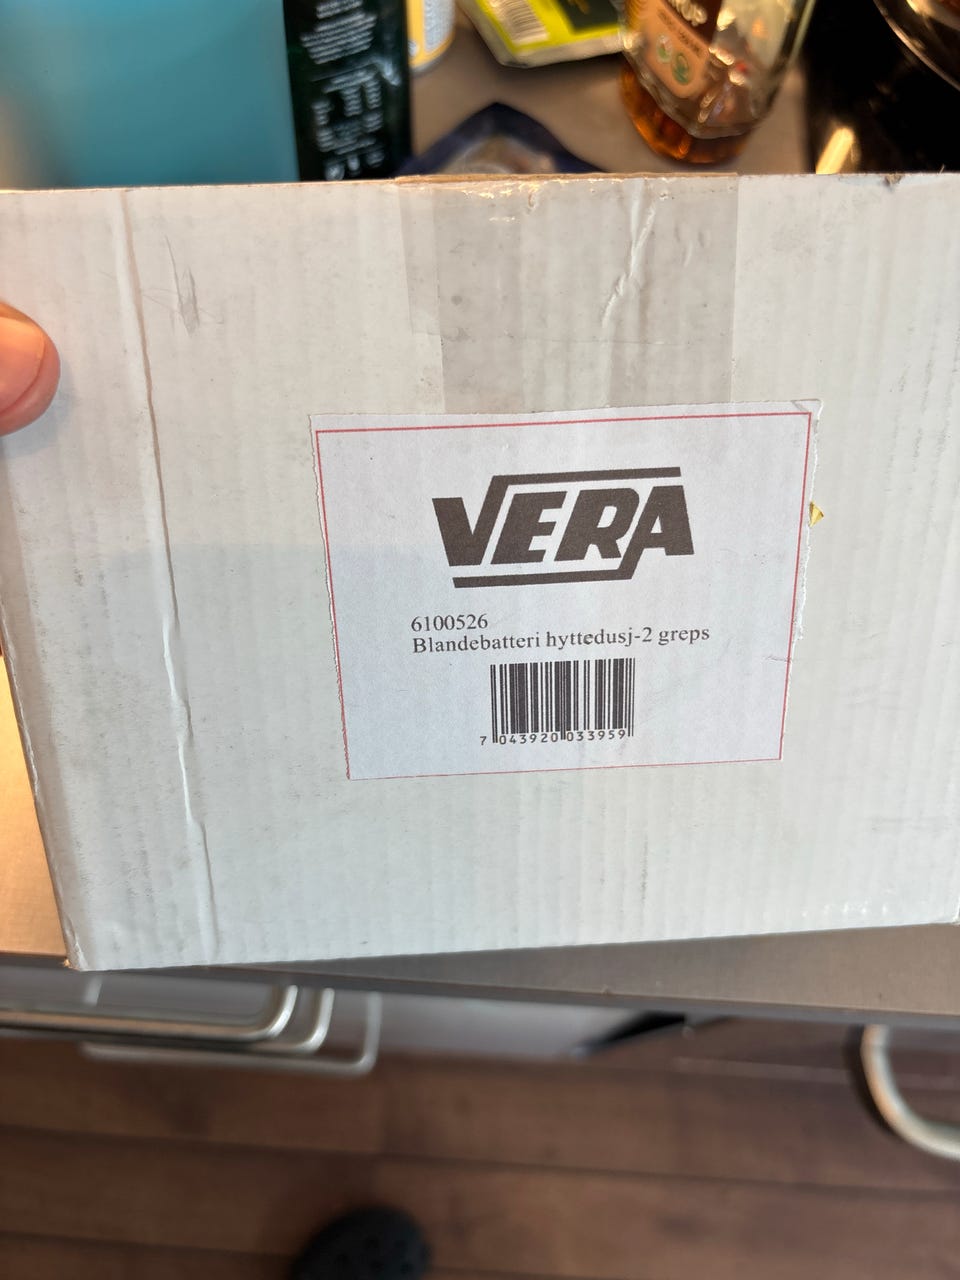 VERA
6100526
Blandebatteri hyttedusj-2 greps
7 043920 033959